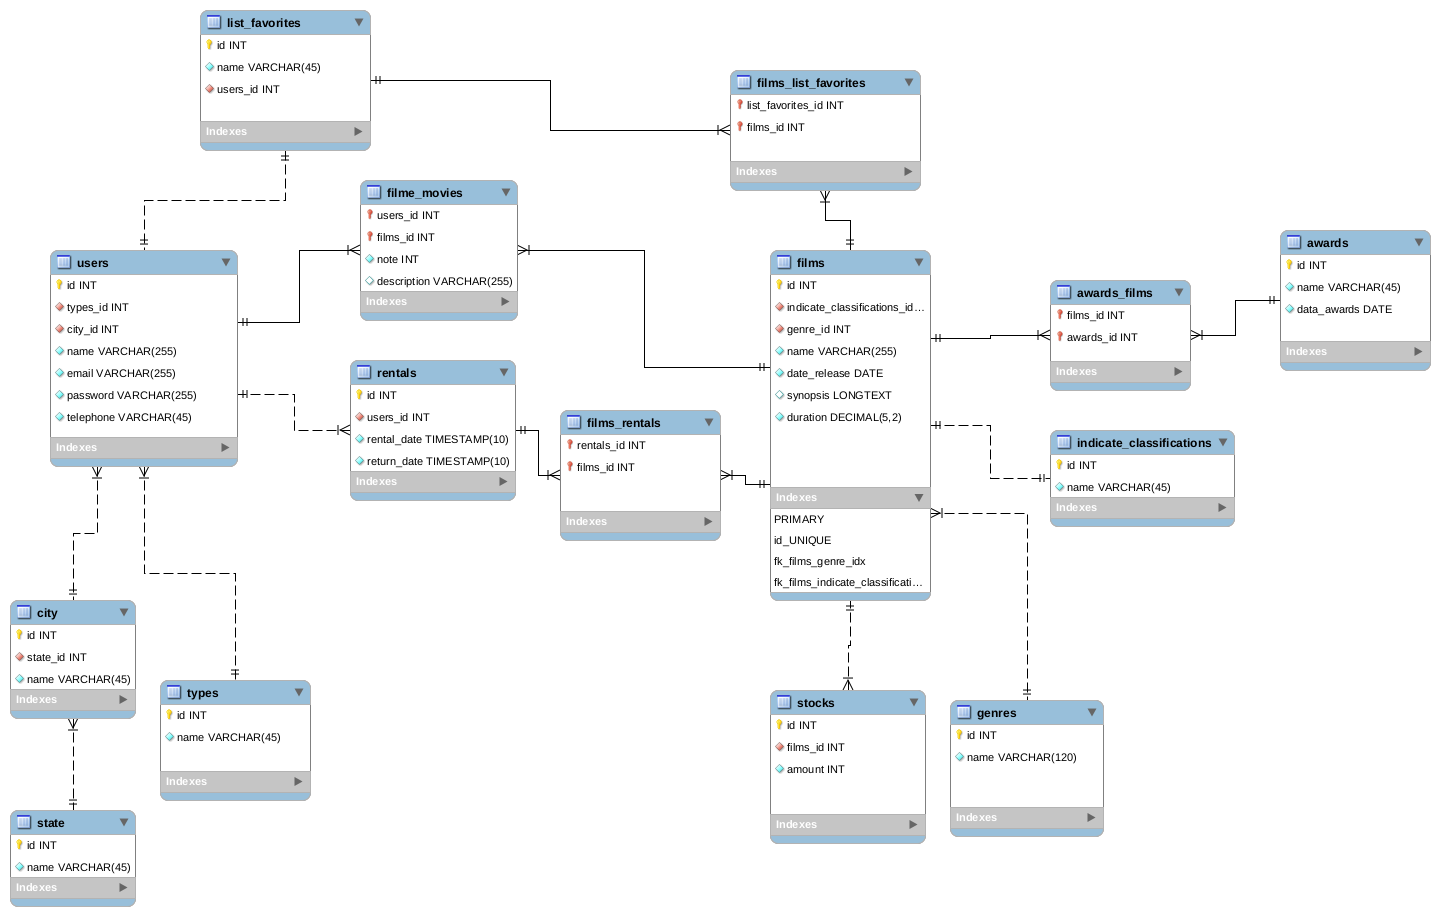 list_favorites
id INT
name VARCHAR(45)
users_id INT
Indexes
films_list_favorites
list_favorites_id INT
films_id INT
Indexes
filme_movies
users_id INT
films_id INT
note INT
description VARCHAR(255)
Indexes
users
id INT
types_id INT
city_id INT
name VARCHAR(255)
email VARCHAR(255)
password VARCHAR(255)
telephone VARCHAR(45)
Indexes
films
id INT
indicate_classifications_id...
genre_id INT
name VARCHAR(255)
date_release DATE
synopsis LONGTEXT
duration DECIMAL(5,2)
Indexes
PRIMARY
id_UNIQUE
fk_films_genre_idx
fk_films_indicate_classificati...
awards_films
films_id INT
awards_id INT
Indexes
awards
id INT
name VARCHAR(45)
data_awards DATE
Indexes
rentals
id INT
users_id INT
rental_date TIMESTAMP(10)
return_date TIMESTAMP(10)
Indexes
films_rentals
rentals_id INT
films_id INT
Indexes
indicate_classifications
id INT
name VARCHAR(45)
Indexes
city
id INT
state_id INT
name VARCHAR(45)
Indexes
types
id INT
name VARCHAR(45)
Indexes
stocks
id INT
films_id INT
amount INT
Indexes
genres
id INT
name VARCHAR(120)
Indexes
state
id INT
name VARCHAR(45)
Indexes